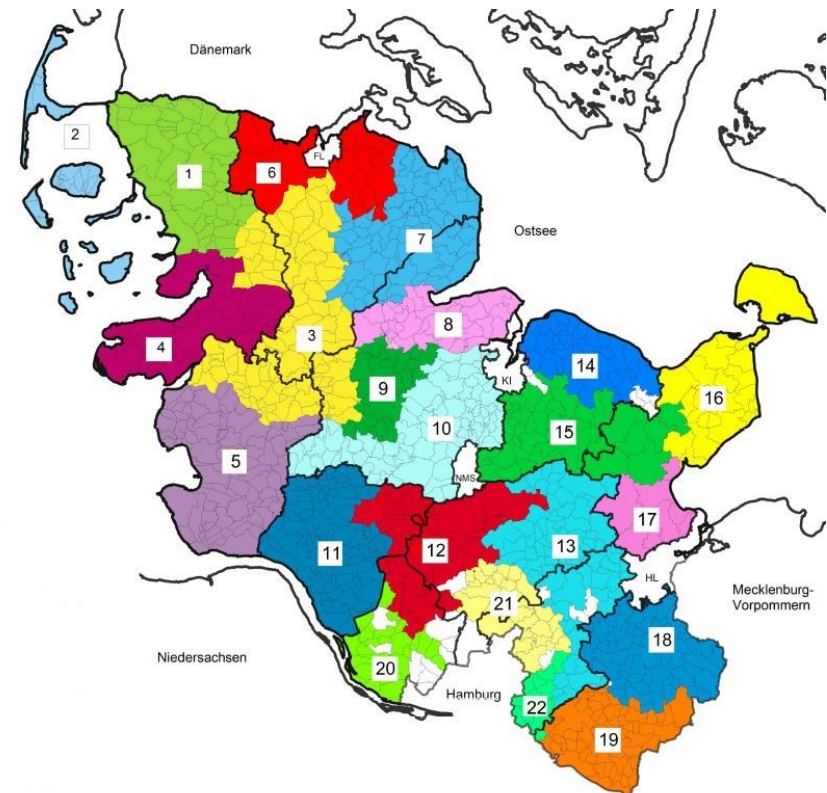 Dänemark
2
FL
1
6
Ostsee
7
3
8
4
14
KI
9
16
10
15
5
NMS
17
11
12
13
HL
Mecklenburg-
Vorpommern
21
18
Niedersachsen
20
Hamburg
22
19